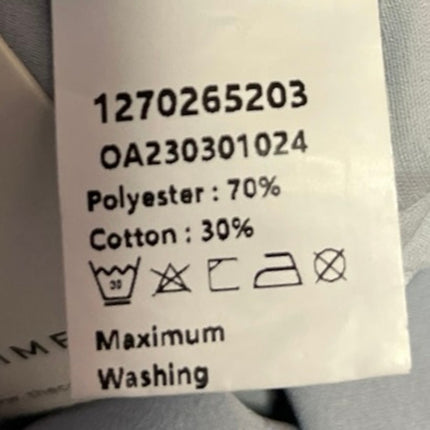 1270265203
OA230301024
Polyester : 70%
Cotton : 30%
30
Maximum
Washing